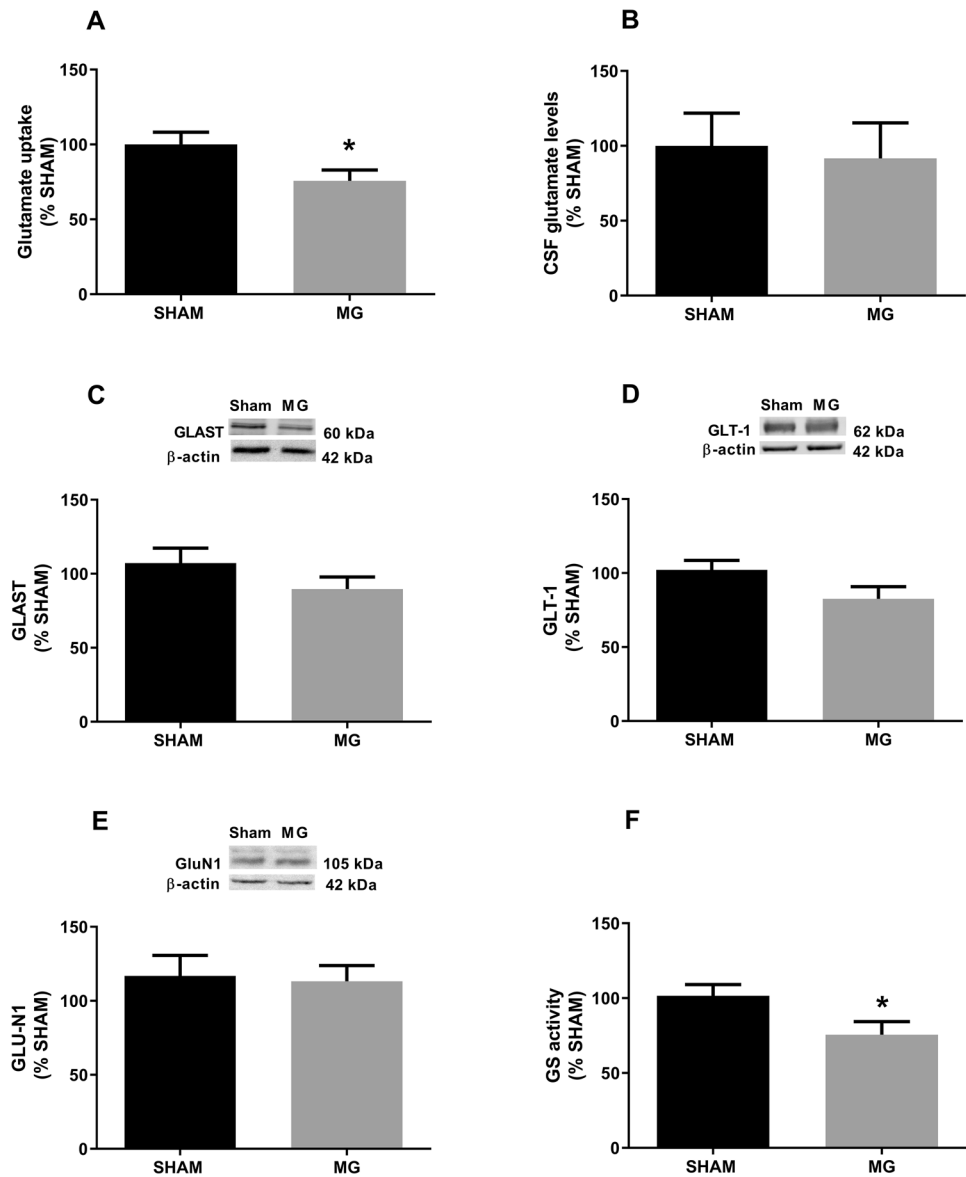 A
Glutamate uptake
(% SHAM)
150
100
50
0
*
SHAM MG
B
CSF glutamate levels
(% SHAM)
150
100
50
0
SHAM MG
C
Sham MG
GLAST 60 kDa
β-actin 42 kDa
GLAST
(% SHAM)
150
100
50
0
SHAM MG
D
Sham MG
GLT-1 62 kDa
β-actin 42 kDa
GLT-1
(% SHAM)
150
100
50
0
SHAM MG
E
Sham MG
GluN1 105 kDa
β-actin 42 kDa
GLU-N1
(% SHAM)
150
100
50
0
SHAM MG
F
GS activity
(% SHAM)
150
100
50
0
*
SHAM MG